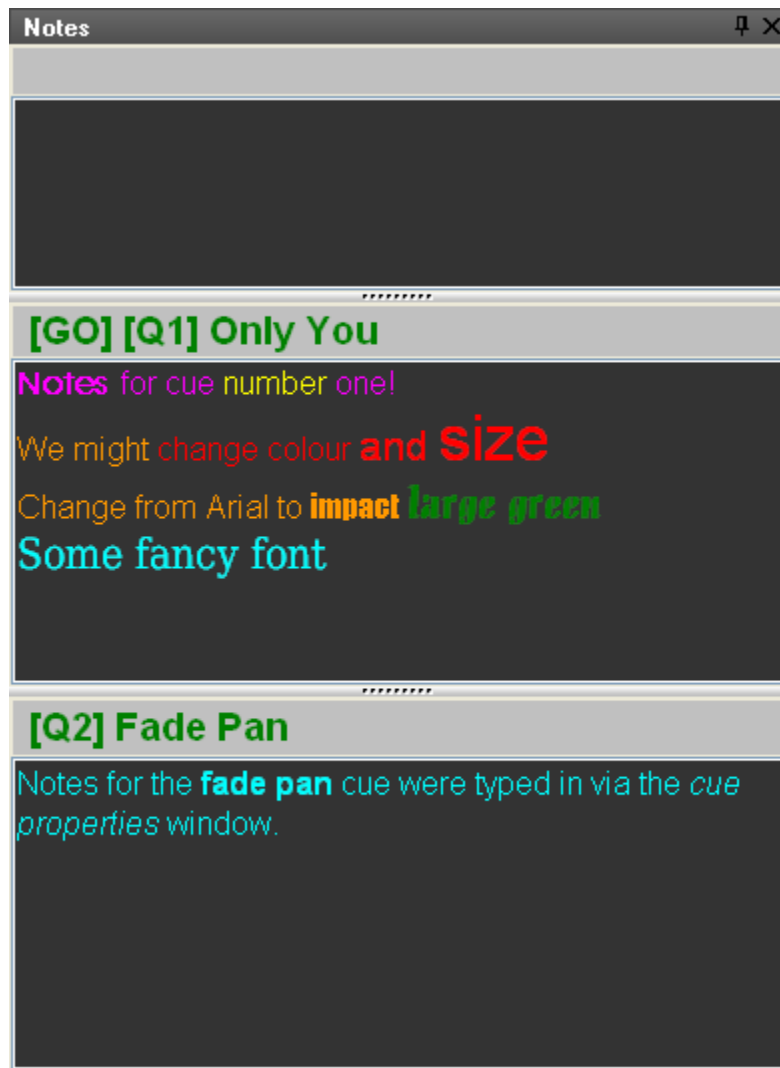 Notes
[GO] [Q1] Only You
Notes for cue number one!
We might change colour and size
Change from Arial to impact large green
Some fancy font
[Q2] Fade Pan
Notes for the fade pan cue were typed in via the cue
properties window.